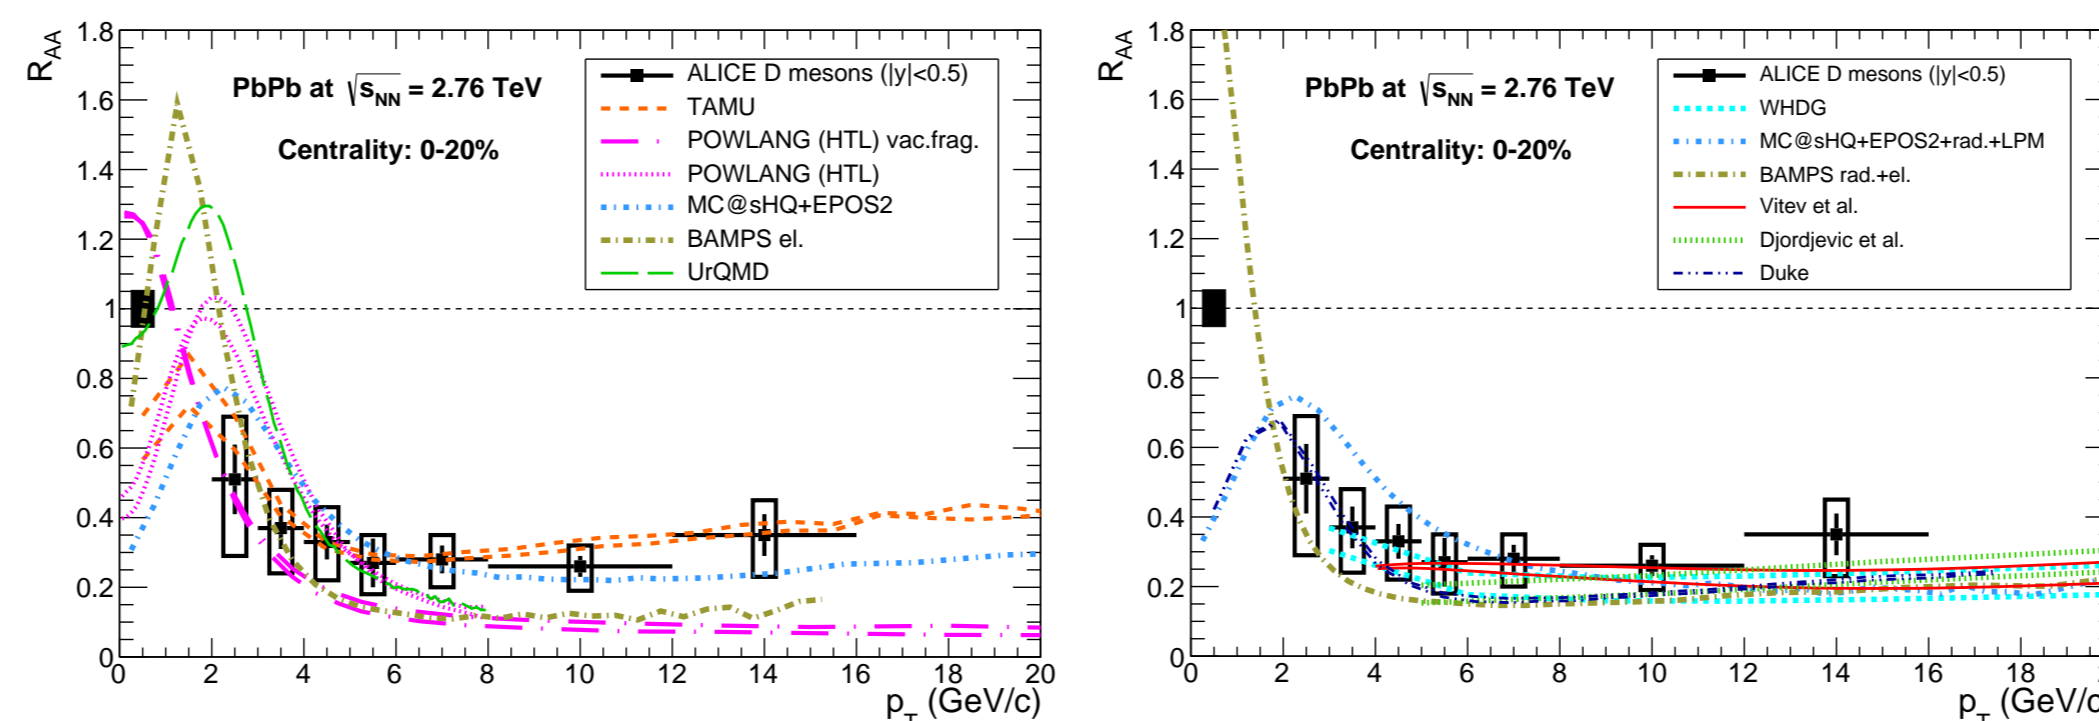 R_AA
1.8
1.6
1.4
1.2
1
0.8
0.6
0.4
0.2
0
PbPb at √s_NN = 2.76 TeV
Centrality: 0-20%
ALICE D mesons (|y|<0.5)
TAMU
POWLANG (HTL) vac.frag.
POWLANG (HTL)
MC@sHQ+EPOS2
BAMPS el.
UrQMD
0 2 4 6 8 10 12 14 16 18 20
p_T (GeV/c)
R_AA
1.8
1.6
1.4
1.2
1
0.8
0.6
0.4
0.2
0
PbPb at √s_NN = 2.76 TeV
Centrality: 0-20%
ALICE D mesons (|y|<0.5)
WHDG
MC@sHQ+EPOS2+rad.+LPM
BAMPS rad.+el.
Vitev et al.
Djordjevic et al.
Duke
0 2 4 6 8 10 12 14 16 18
p_T (GeV/c